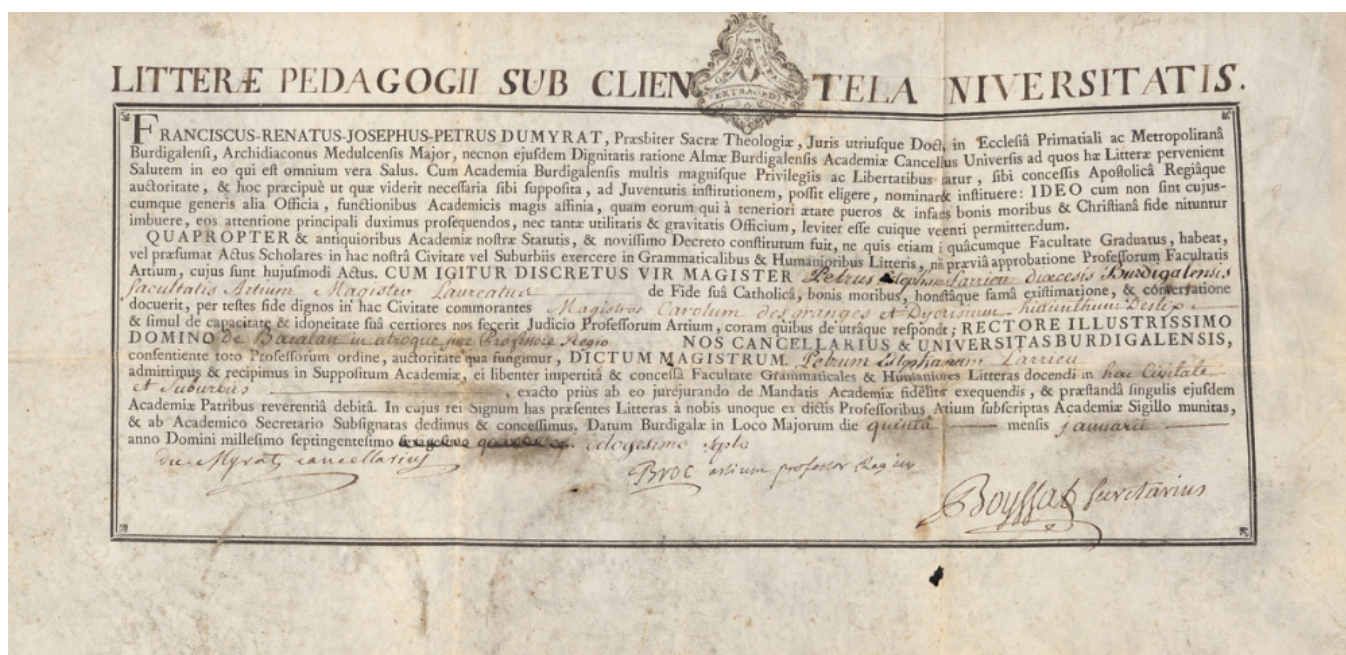 LITTERÆ PEDAGOGII SUB CLIENTELA NIVERSITATIS.
EXTRAORDI
FRANCISCUS-RENATUS-JOSEPHUS-PETRUS DUMYRAT, Præsbiter Sacræ Theologiæ, Juris utriusque Doct, in Ecclesiâ Primatiali ac Metropolitanâ
Burdigalensi, Archidiaconus Medulcensis Major, necnon ejusdem Dignitatis ratione Almæ Burdigalensis Academiæ Cancellus Universis ad quos hæ Litteræ pervenient
Salutem in eo qui est omnium vera Salus. Cum Academia Burdigalensis multis magnisque Privilegiis ac Libertatibus atur, sibi concessis Apostolicâ Regiâque
auctoritate, & hoc præcipuè ut quæ viderit necessaria sibi supposita, ad Juventutis institutionem, possit eligere, nominare & instituere: IDEO cum non sint cujus-
cumque generis alia Officia, functionibus Academicis magis affinia, quam eorum qui à teneriori ætate pueros & infaes bonis moribus & Christianâ fide nituntur
imbuere, eos attentione principali duximus prosequendos, nec tantæ utilitatis & gravitatis Officium, leviter esse cuique veenti permittendum.
QUAPROPTER & antiquioribus Academiæ nostræ Statutis, & novissimo Decreto constitutum fuit, ne quis etiam i quâcumque Facultate Graduatus, habeat,
vel præsumat Actus Scholares in hac nostrâ Civitate vel Suburbiis exercere in Grammaticalibus & Humanioribus Litteris, nisi præviâ approbatione Professorum Facultatis
Artium, cujus sunt hujusmodi Actus. CUM IGITUR DISCRETUS VIR MAGISTER Petrus Stephanus Larrieu diœcesis Burdigalensis
facultatis Artium Magister Laureatus de Fide suâ Catholicâ, bonis moribus, honestâque famâ existimatione, & conversatione
docuerit, per testes fide dignos in hac Civitate commorantes Magistros Carolum desgranges et Dyonisium hiacinthum
& simul de capacitate & idoneitate suâ certiores nos fecerit Judicio Professorum Artium, coram quibus de utrâque respondt; RECTORE ILLUSTRISSIMO
DOMINO de Bacalan in utroque jure Professore Regio NOS CANCELLARIUS & UNIVERSITAS BURDIGALENSIS,
consentiente toto Professorum ordine, auctoritate qua fungimur, DICTUM MAGISTRUM. Petrum Stephanum Larrieu
admittimus & recipimus in Suppositum Academiæ, ei libenter impertitâ & concessâ Facultate Grammaticales & Humaniores Litteras docendi in hac Civitate
et Suburbiis, exacto priùs ab eo jurejurando de Mandatis Academiæ fidéliter exequendis, & præstandâ singulis ejusdem
Academiæ Patribus reverentiâ debitâ. In cujus rei Signum has præsentes Litteras à nobis unoque ex dictis Professoribus Atium subscriptas Academiæ Sigillo munitas,
& ab Academico Secretario Subsignatas dedimus & concessimus. Datum Burdigalæ in Loco Majorum die quintâ mensis januarii
anno Domini millesimo septingentesimo octogesimo
du Myrat, cancellarius
Broc artium professor Regius
Boyssat Secretarius